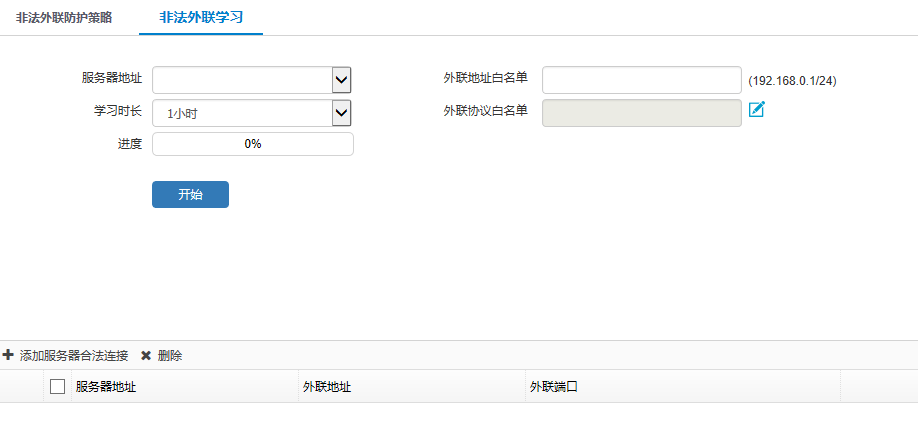 非法外联防护策略 非法外联学习
服务器地址 外联地址白名单 (192.168.0.1/24)
学习时长 1小时 外联协议白名单
进度 0%
开始
添加服务器合法连接 删除
服务器地址 外联地址 外联端口